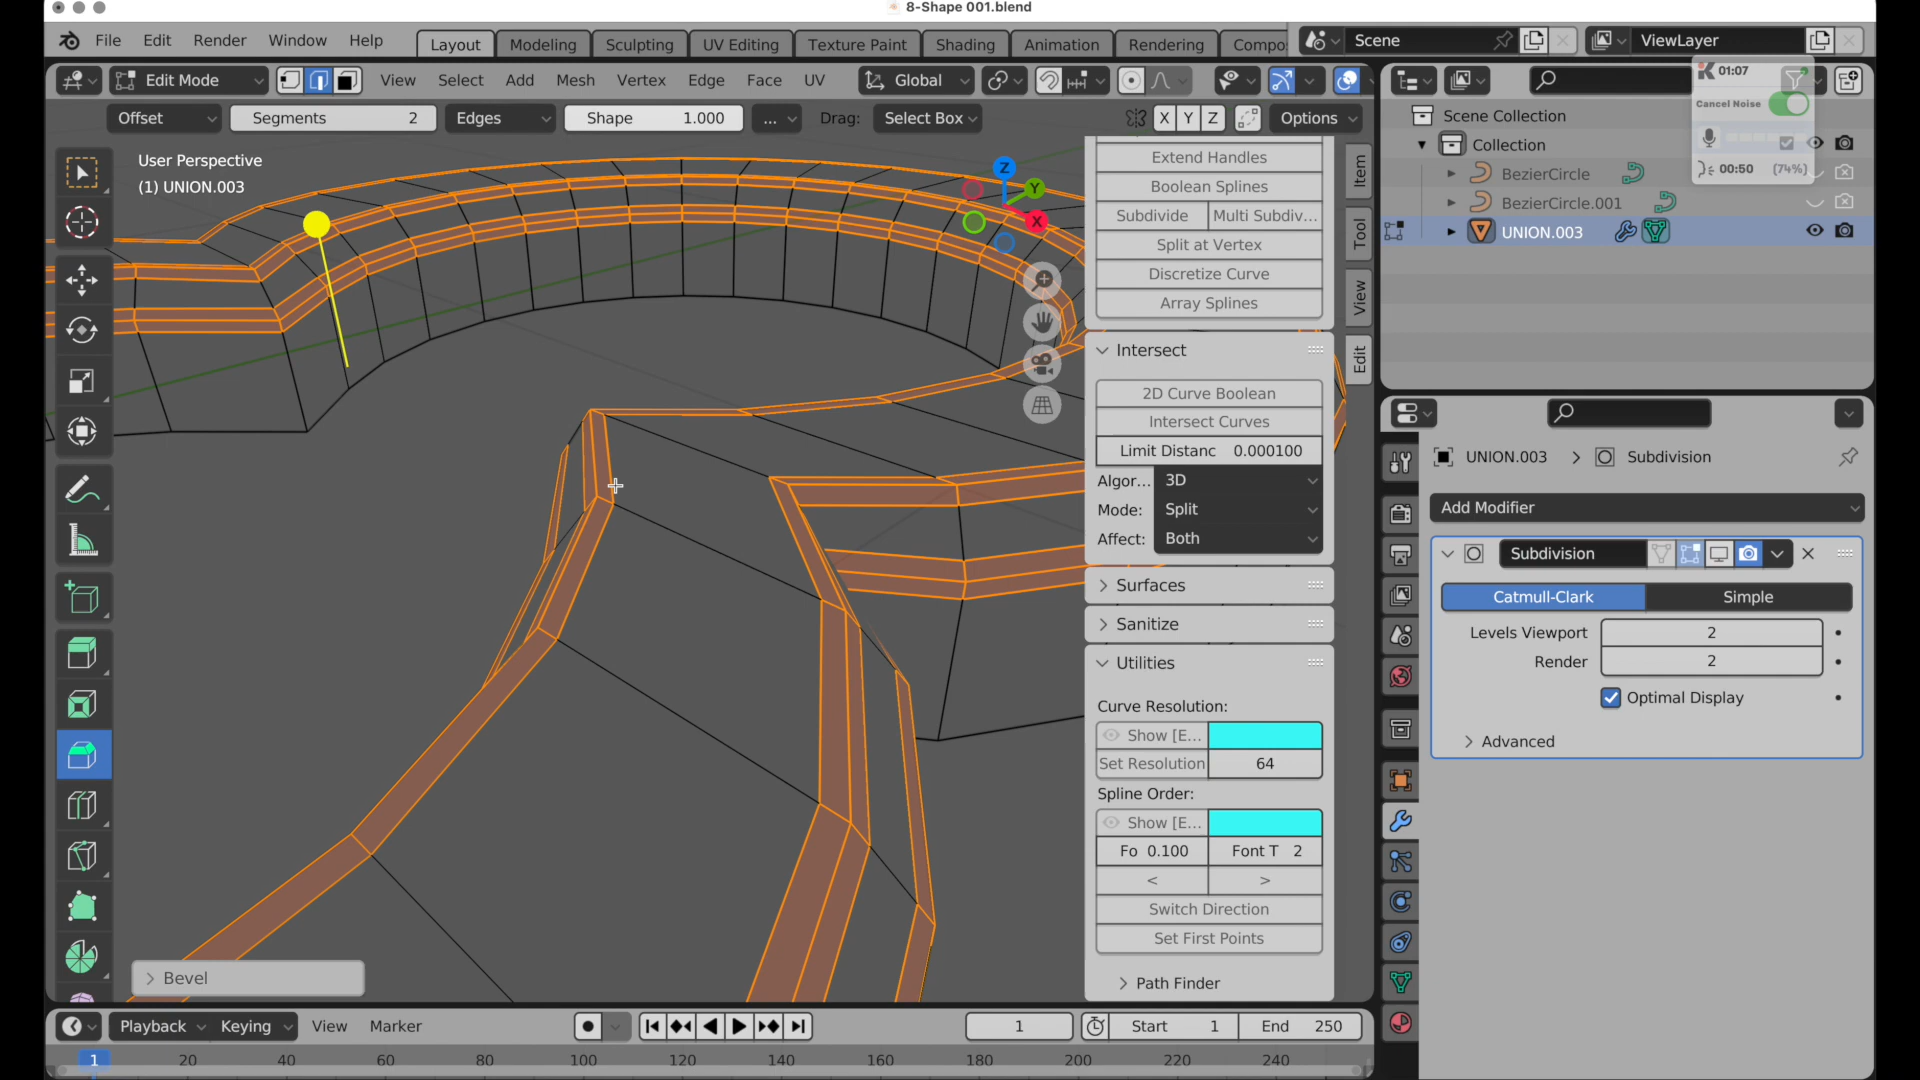 8-Shape 001.blend
File Edit Render Window Help
Layout Modeling Sculpting UV Editing Texture Paint Shading Animation Rendering Compo
Scene
ViewLayer
Edit Mode
View Select Add Mesh Vertex Edge Face UV
Global
Offset
Segments 2
Edges
Shape 1.000
...
Drag: Select Box
X Y Z
Options
01:07
Cancel Noise
00:50 (74%)
Scene Collection
Collection
BezierCircle
BezierCircle.001
UNION.003
User Perspective
(1) UNION.003
Z
Y
X
Item
Tool
View
Edit
Extend Handles
Boolean Splines
Subdivide Multi Subdiv...
Split at Vertex
Discretize Curve
Array Splines
Intersect
2D Curve Boolean
Intersect Curves
Limit Distanc 0.000100
Algor... 3D
Mode: Split
Affect: Both
Surfaces
Sanitize
Utilities
Curve Resolution:
Show [E...
Set Resolution 64
Spline Order:
Show [E...
Fo 0.100 Font T 2
< >
Switch Direction
Set First Points
Path Finder
UNION.003 > Subdivision
Add Modifier
Subdivision
Catmull-Clark Simple
Levels Viewport 2
Render 2
Optimal Display
Advanced
Bevel
Playback Keying View Marker
1
Start 1
End 250
1 20 40 60 80 100 120 140 160 180 200 220 240